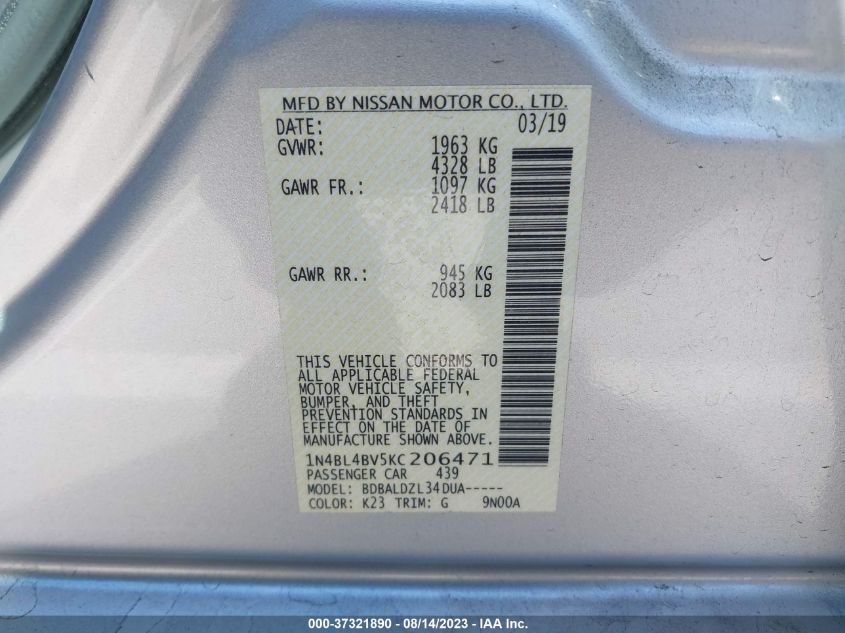 MFD BY NISSAN MOTOR CO., LTD.
DATE: 03/19
GVWR: 1963 KG
4328 LB
GAWR FR.: 1097 KG
2418 LB
GAWR RR.: 945 KG
2083 LB
THIS VEHICLE CONFORMS TO
ALL APPLICABLE FEDERAL
MOTOR VEHICLE SAFETY,
BUMPER, AND THEFT
PREVENTION STANDARDS IN
EFFECT ON THE DATE OF
MANUFACTURE SHOWN ABOVE.
1N4BL4BV5KC206471
PASSENGER CAR 439
MODEL: BDBALDZL34DUA-----
COLOR: K23 TRIM: G 9N00A
000-37321890 - 08/14/2023 - IAA Inc.